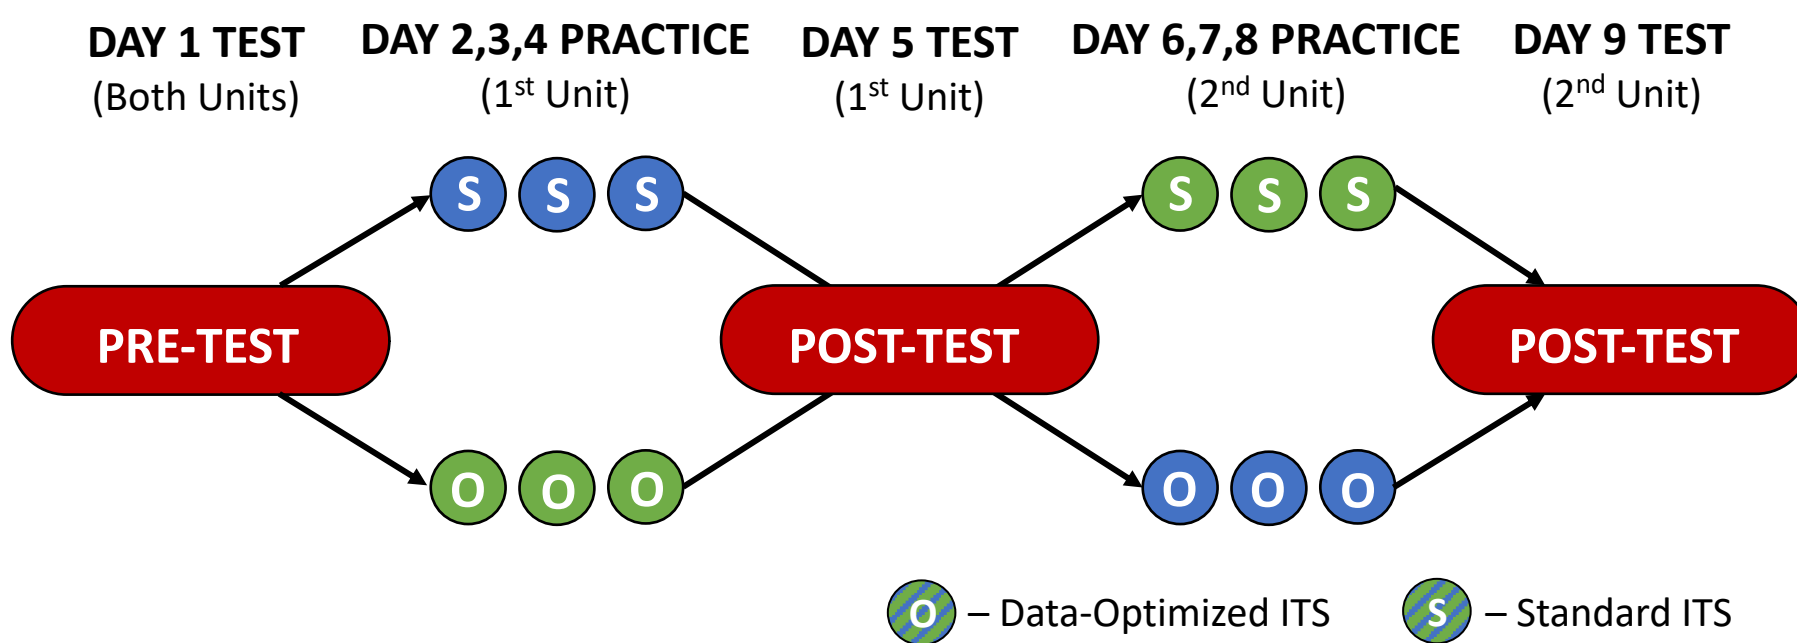 DAY 1 TEST
(Both Units)
DAY 2,3,4 PRACTICE
(1st Unit)
DAY 5 TEST
(1st Unit)
DAY 6,7,8 PRACTICE
(2nd Unit)
DAY 9 TEST
(2nd Unit)
S S S
S S S
PRE-TEST
POST-TEST
POST-TEST
O O O
O O O
O – Data-Optimized ITS
S – Standard ITS